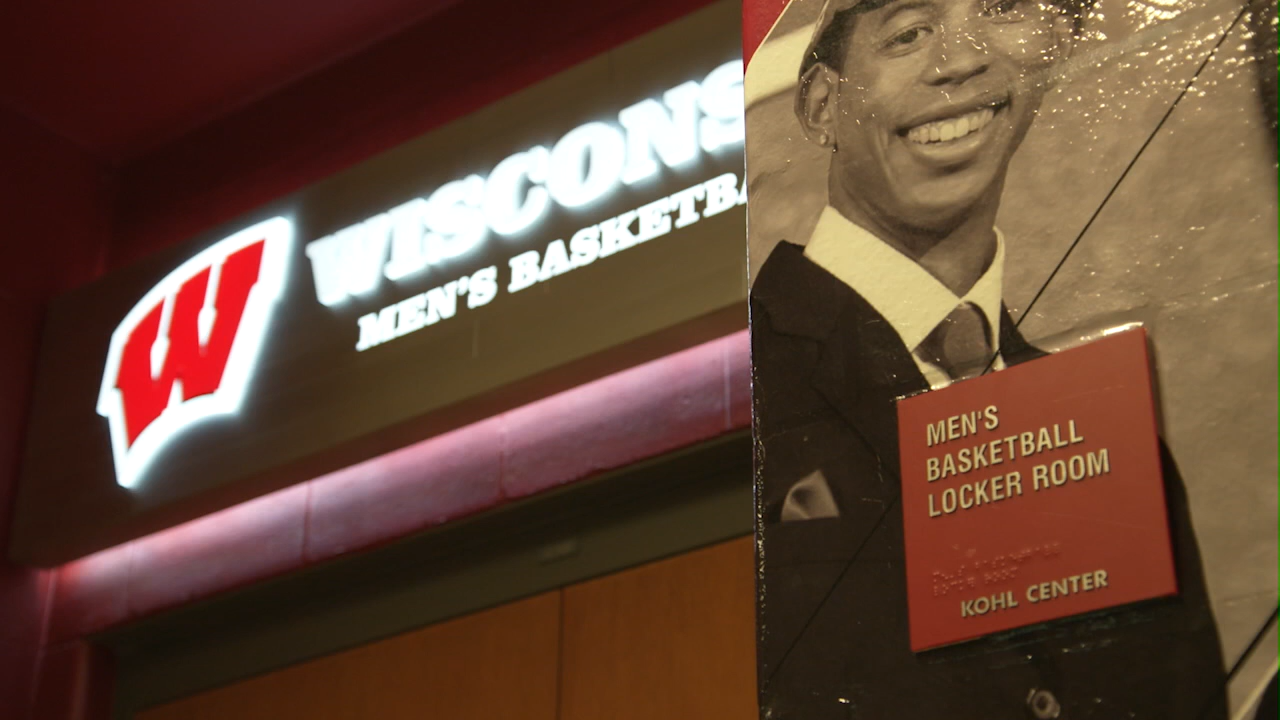 W
WISCONS
MEN'S BASKETBA
MEN'S
BASKETBALL
LOCKER ROOM
KOHL CENTER